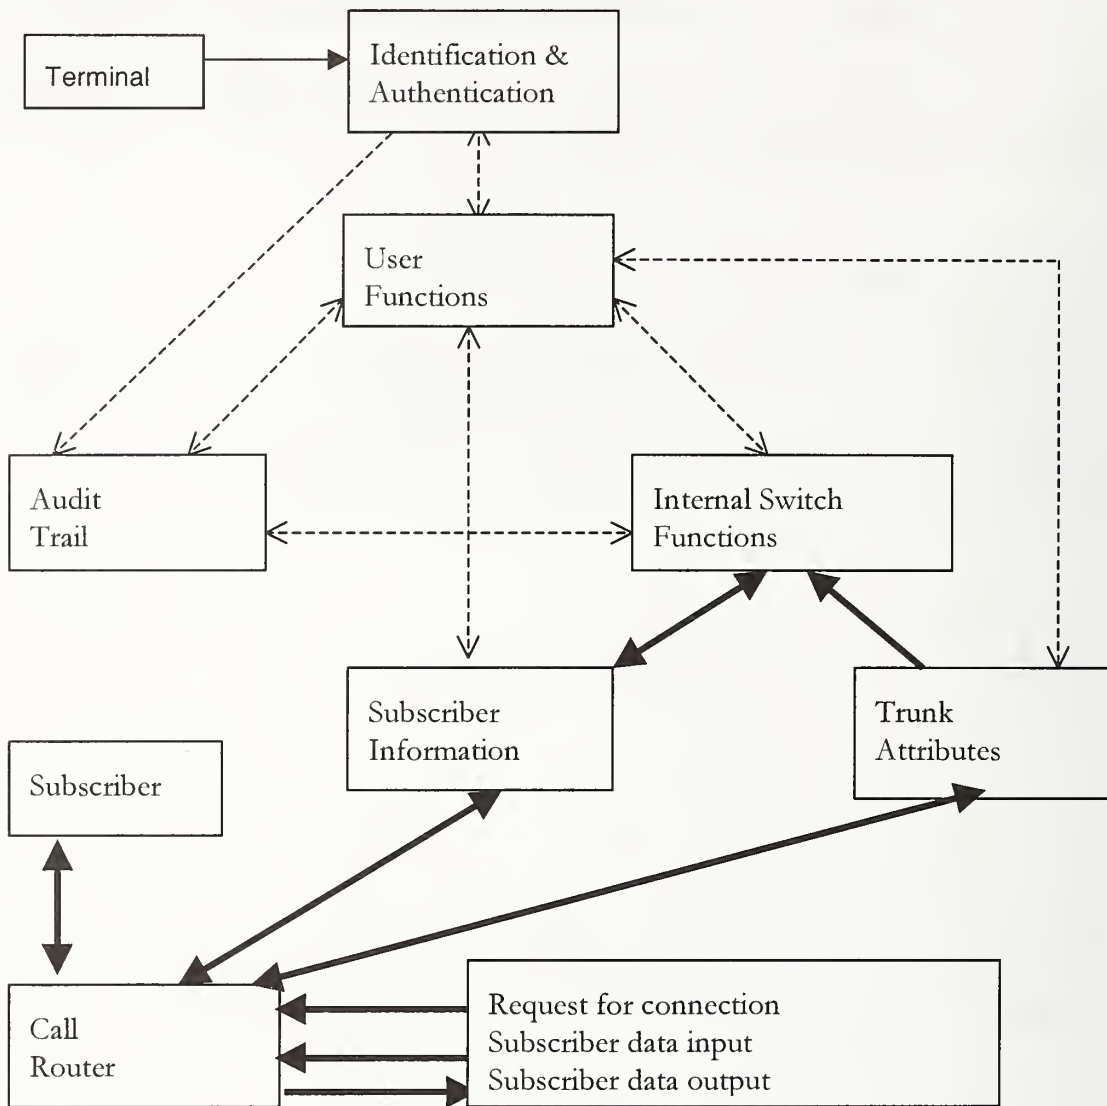 Terminal
Identification &
Authentication
User
Functions
Audit
Trail
Internal Switch
Functions
Subscriber
Information
Trunk
Attributes
Subscriber
Call
Router
Request for connection
Subscriber data input
Subscriber data output